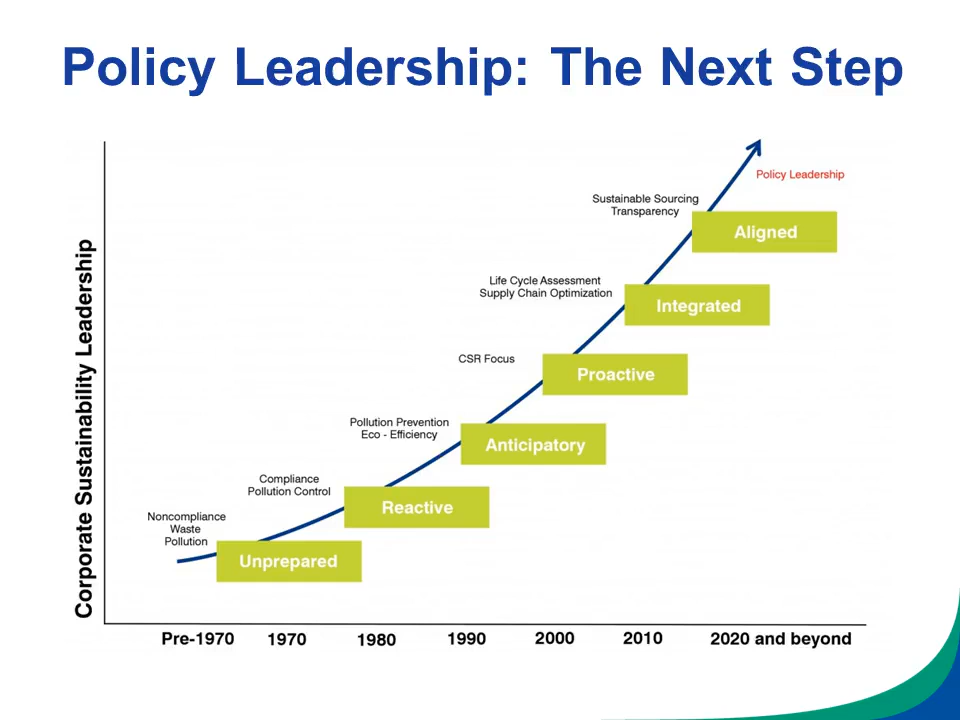 Policy Leadership: The Next Step
Policy Leadership
Sustainable Sourcing
Transparency
Aligned
Life Cycle Assessment
Supply Chain Optimization
Integrated
CSR Focus
Proactive
Pollution Prevention
Eco - Efficiency
Anticipatory
Compliance
Pollution Control
Reactive
Noncompliance
Waste
Pollution
Unprepared
Corporate Sustainability Leadership
Pre-1970 1970 1980 1990 2000 2010 2020 and beyond